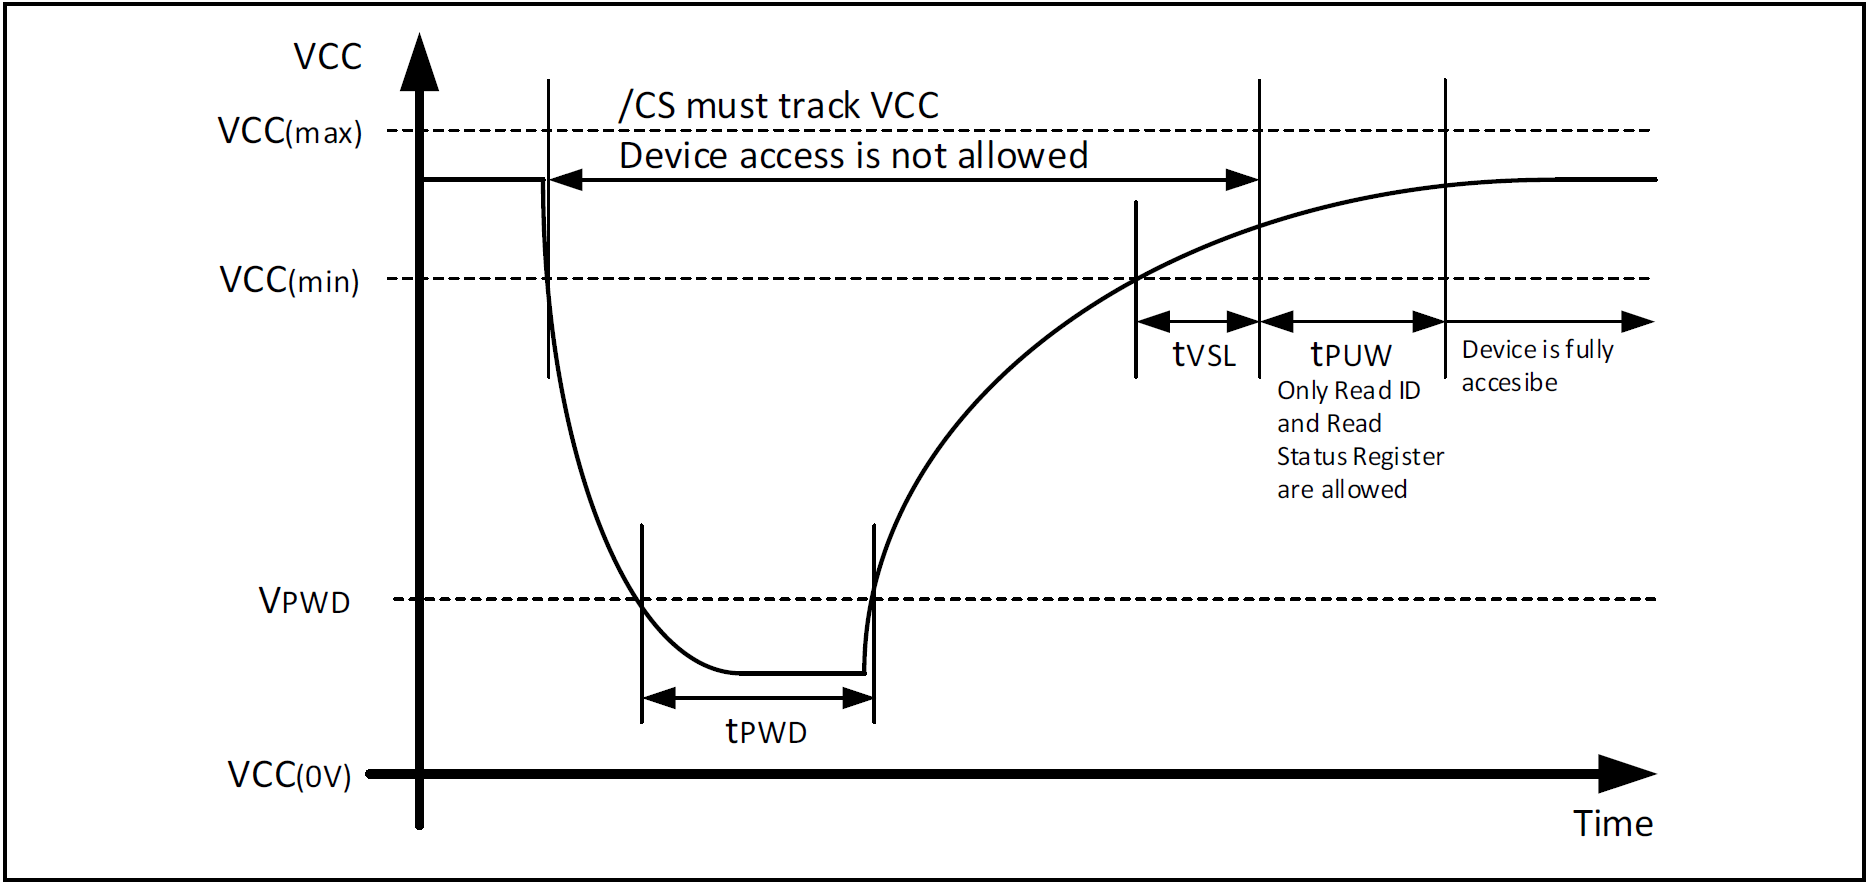 VCC
/CS must track VCC
VCC(max)
Device access is not allowed
VCC(min)
tVSL
tPUW
Only Read ID
and Read
Status Register
are allowed
Device is fully
accesibe
VPWD
tPWD
VCC(0V)
Time